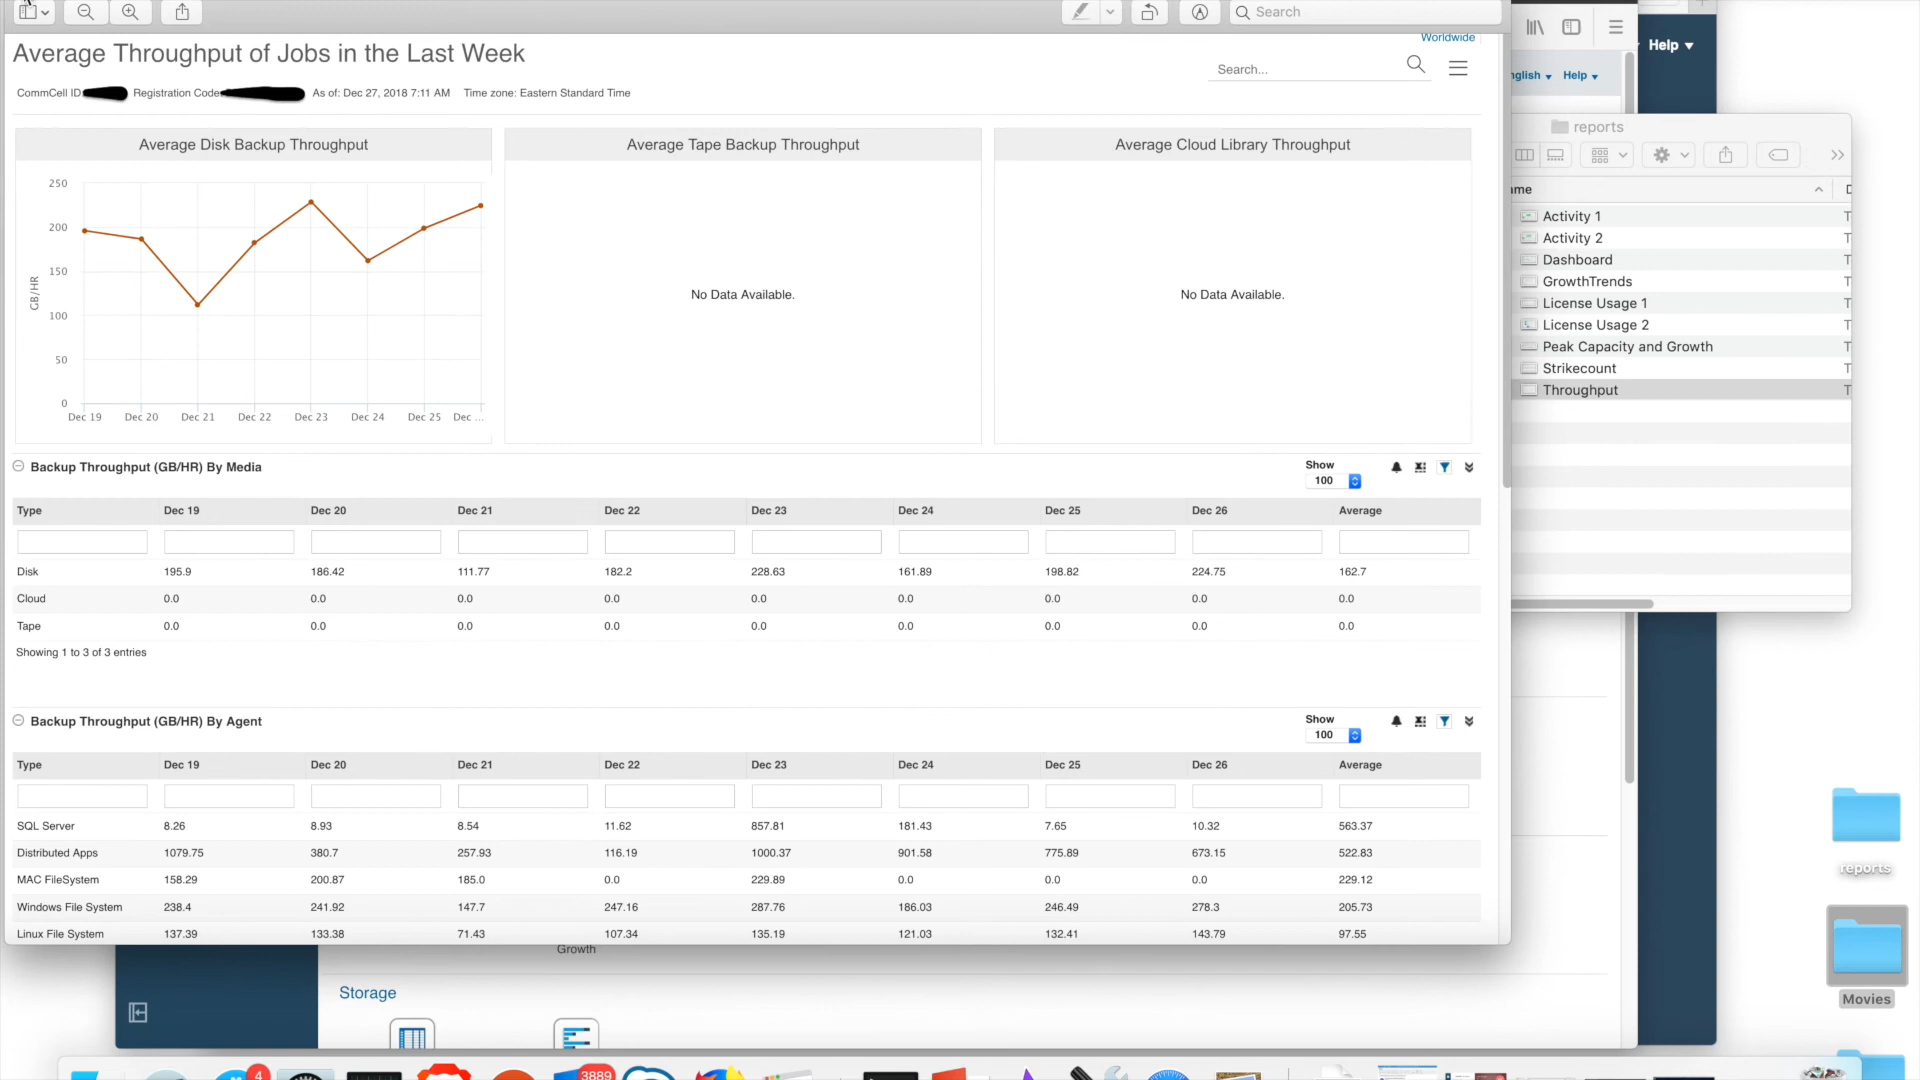 Search
Worldwide
Average Throughput of Jobs in the Last Week
Search...
CommCell ID: Registration Code: As of: Dec 27, 2018 7:11 AM Time zone: Eastern Standard Time
Average Disk Backup Throughput
Average Tape Backup Throughput
Average Cloud Library Throughput
250
200
150
100
50
0
GB/HR
Dec 19 Dec 20 Dec 21 Dec 22 Dec 23 Dec 24 Dec 25 Dec ...
No Data Available.
No Data Available.
Backup Throughput (GB/HR) By Media
Show
100
Type Dec 19 Dec 20 Dec 21 Dec 22 Dec 23 Dec 24 Dec 25 Dec 26 Average
Disk 195.9 186.42 111.77 182.2 228.63 161.89 198.82 224.75 162.7
Cloud 0.0 0.0 0.0 0.0 0.0 0.0 0.0 0.0 0.0
Tape 0.0 0.0 0.0 0.0 0.0 0.0 0.0 0.0 0.0
Showing 1 to 3 of 3 entries
Backup Throughput (GB/HR) By Agent
Show
100
Type Dec 19 Dec 20 Dec 21 Dec 22 Dec 23 Dec 24 Dec 25 Dec 26 Average
SQL Server 8.26 8.93 8.54 11.62 857.81 181.43 7.65 10.32 563.37
Distributed Apps 1079.75 380.7 257.93 116.19 1000.37 901.58 775.89 673.15 522.83
MAC FileSystem 158.29 200.87 185.0 0.0 229.89 0.0 0.0 0.0 229.12
Windows File System 238.4 241.92 147.7 247.16 287.76 186.03 246.49 278.3 205.73
Linux File System 137.39 133.38 71.43 107.34 135.19 121.03 132.41 143.79 97.55
Growth
Storage
Help
nglish Help
reports
me
Activity 1
Activity 2
Dashboard
GrowthTrends
License Usage 1
License Usage 2
Peak Capacity and Growth
Strikecount
Throughput
reports
Movies
4
3889